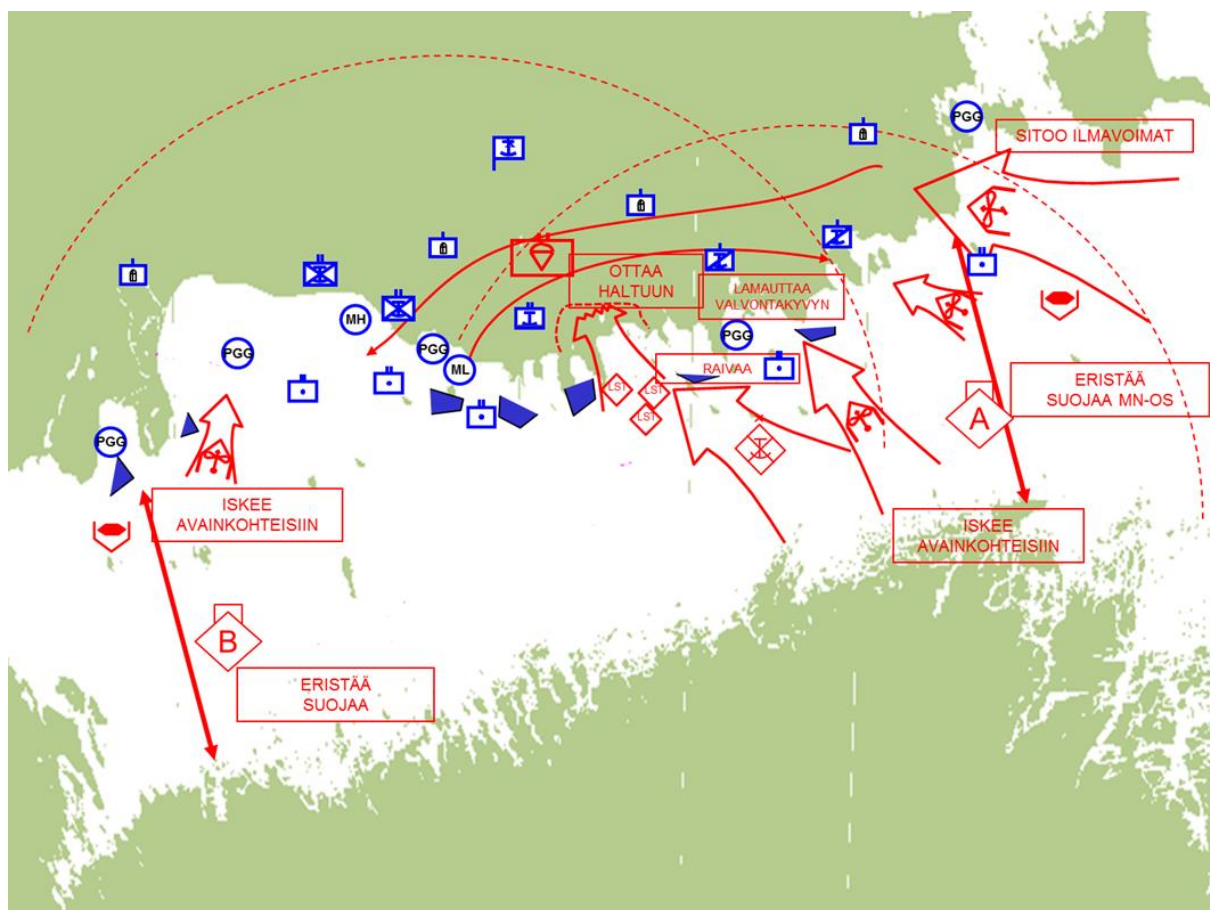 PGG
SITOO ILMAVOIMAT
OTTAA
HALTUUN
LAMAUTTAA
VALVONTAKYVYN
MH
PGG
PGG
ML
PGG
RAIVAA
LST
LST
LST
A
ERISTÄÄ
SUOJAA MN-OS
PGG
ISKEE
AVAINKOHTEISIIN
ISKEE
AVAINKOHTEISIIN
B
ERISTÄÄ
SUOJAA